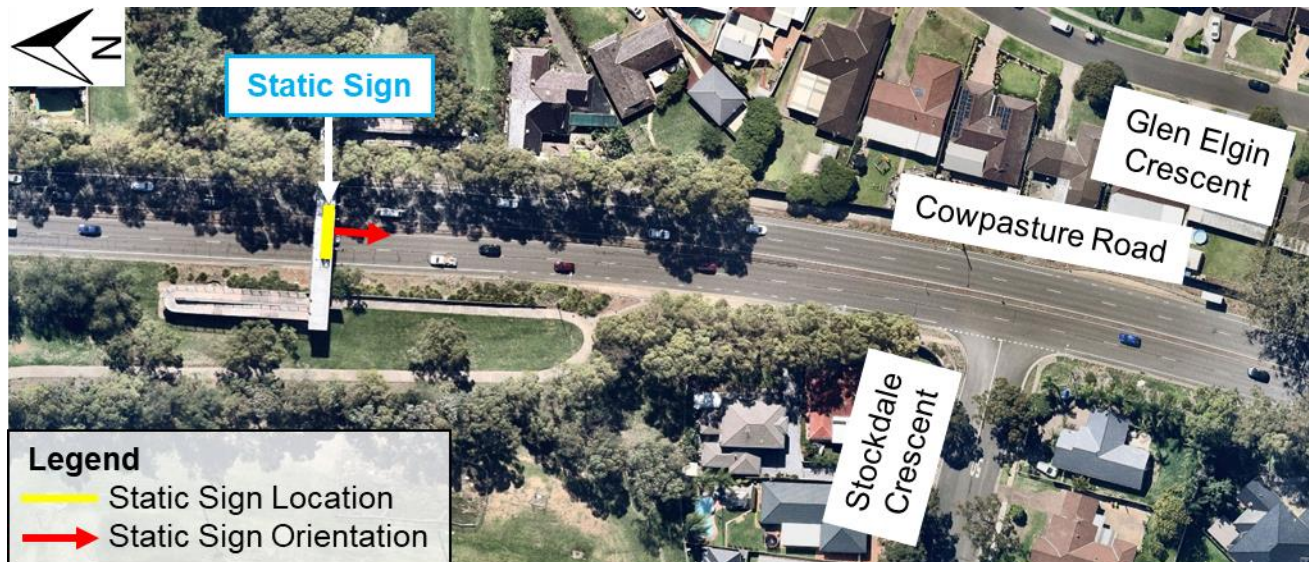 N
Static Sign
Glen Elgin
Crescent
Cowpasture Road
Stockdale
Crescent
Legend
Static Sign Location
Static Sign Orientation